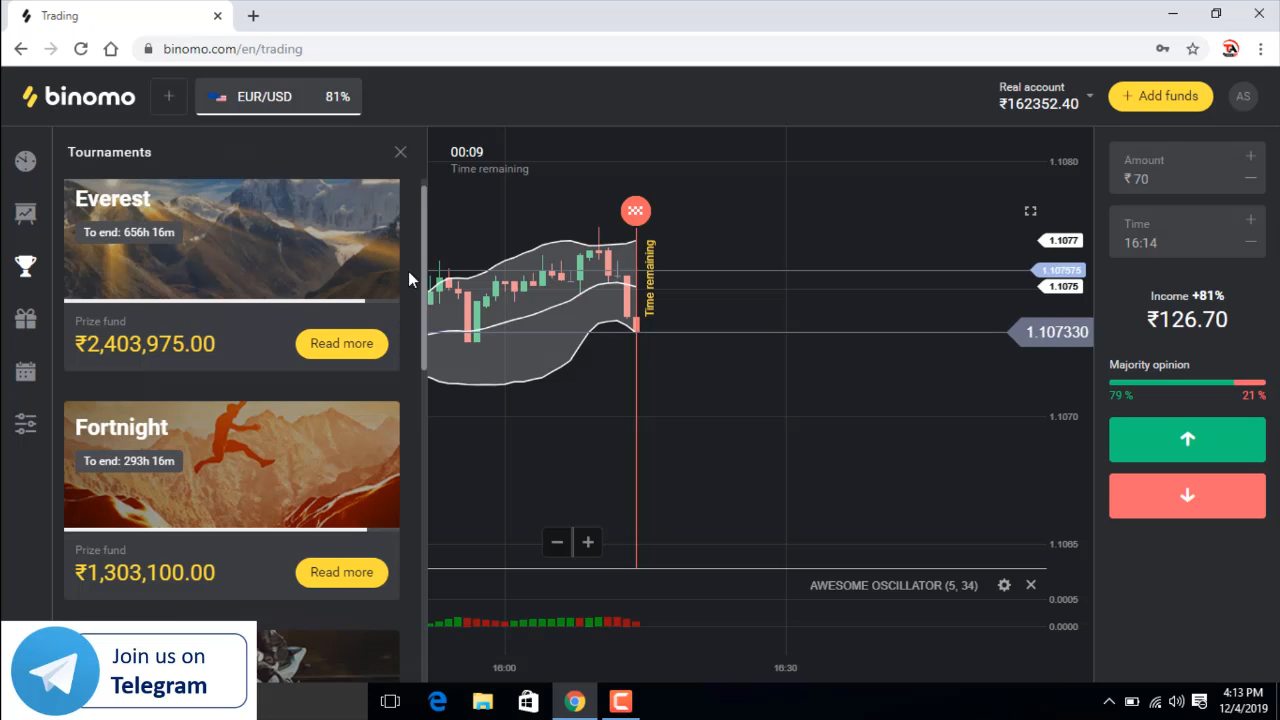 Trading
binomo.com/en/trading
binomo
EUR/USD 81%
Real account
₹162352.40
Add funds
AS
Tournaments
Everest
To end: 656h 16m
Prize fund
₹2,403,975.00
Read more
Fortnight
To end: 293h 16m
Prize fund
₹1,303,100.00
Read more
00:09
Time remaining
Time remaining
1.1080
1.1077
1.107575
1.1075
1.107330
1.1070
1.1065
AWESOME OSCILLATOR (5, 34)
0.0005
0.0000
16:00
16:30
Amount
₹ 70
Time
16:14
Income +81%
₹126.70
Majority opinion
79 %
21 %
Join us on
Telegram
4:13 PM
12/4/2019